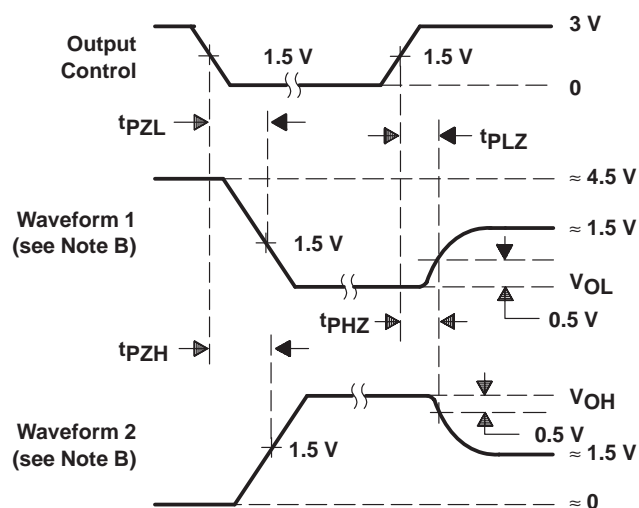 Output
Control
1.5 V
1.5 V
3 V
0
tPZL
tPLZ
≈ 4.5 V
Waveform 1
(see Note B)
1.5 V
≈ 1.5 V
VOL
0.5 V
tPHZ
tPZH
VOH
0.5 V
Waveform 2
(see Note B)
1.5 V
≈ 1.5 V
≈ 0